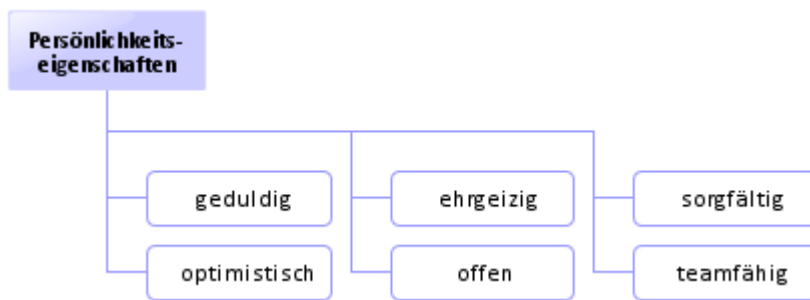 Persönlichkeits-
eigenschaften
geduldig
ehrgeizig
sorgfältig
optimistisch
offen
teamfähig